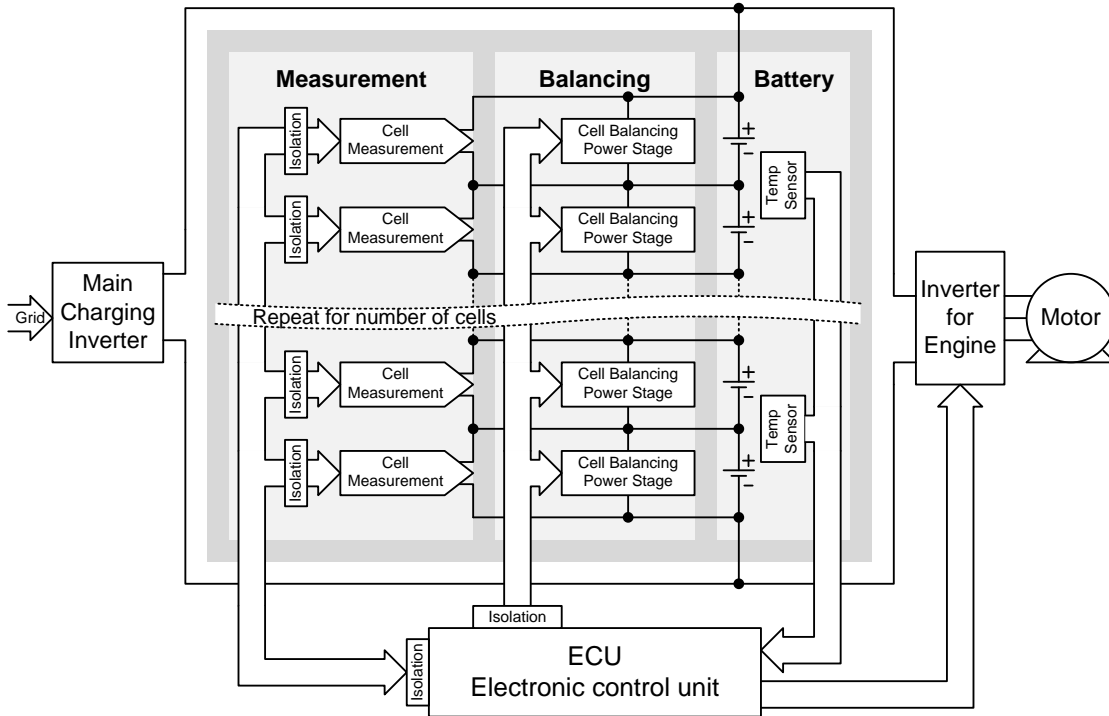 Measurement
Balancing
Battery
Isolation
Cell
Measurement
Cell Balancing
Power Stage
+
−
Temp
Sensor
Isolation
Cell
Measurement
Cell Balancing
Power Stage
+
−
Grid
Main
Charging
Inverter
Repeat for number of cells
Inverter
for
Engine
Motor
Isolation
Cell
Measurement
Cell Balancing
Power Stage
+
−
Temp
Sensor
Isolation
Cell
Measurement
Cell Balancing
Power Stage
+
−
Isolation
Isolation
ECU
Electronic control unit